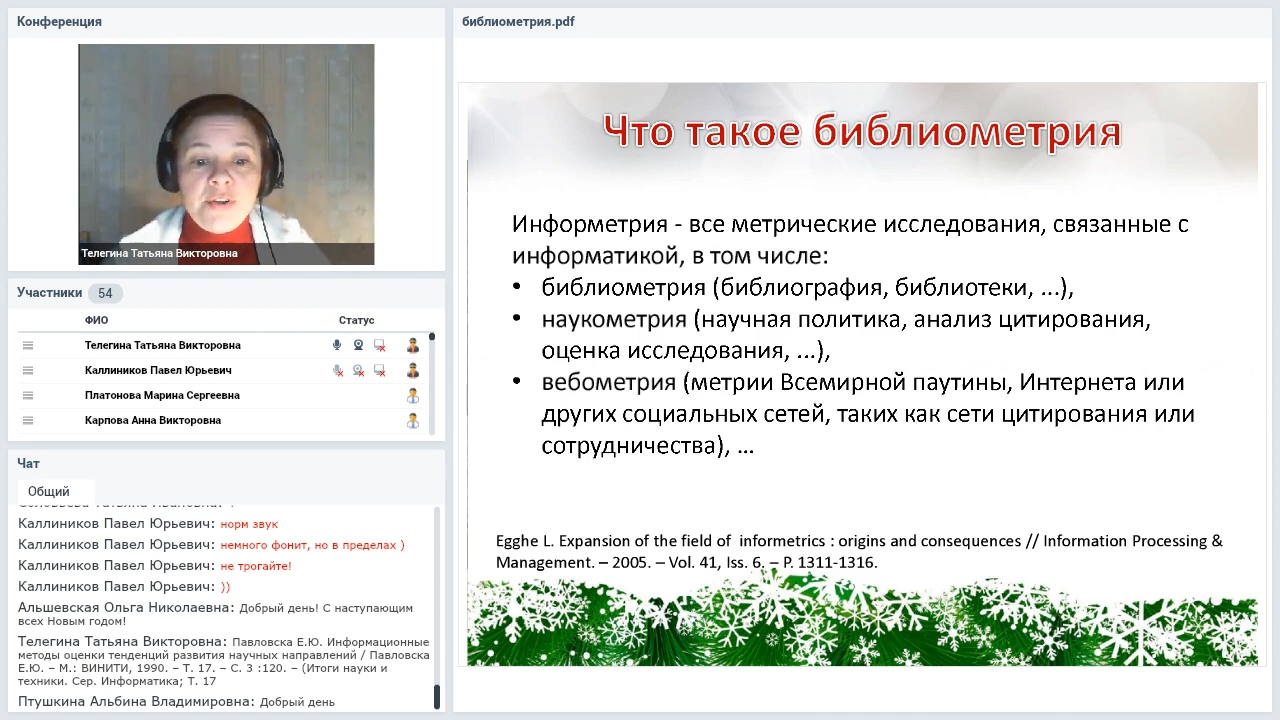 Конференция
Телегина Татьяна Викторовна
Участники 54
ФИО Статус
Телегина Татьяна Викторовна
Каллиников Павел Юрьевич
Платонова Марина Сергеевна
Карпова Анна Викторовна
Чат
Общий
Каллиников Павел Юрьевич: норм звук
Каллиников Павел Юрьевич: немного фонит, но в пределах )
Каллиников Павел Юрьевич: не трогайте!
Каллиников Павел Юрьевич: ))
Альшевская Ольга Николаевна: Добрый день! С наступающим
всех Новым годом!
Телегина Татьяна Викторовна: Павловска Е.Ю. Информационные
методы оценки тенденций развития научных направлений / Павловска
Е.Ю. – М.: ВИНИТИ, 1990. – Т. 17. – С. 3 :120. – (Итоги науки и
техники. Сер. Информатика; Т. 17
Птушкина Альбина Владимировна: Добрый день
библиометрия.pdf
Что такое библиометрия
Информетрия - все метрические исследования, связанные с
информатикой, в том числе:
• библиометрия (библиография, библиотеки, ...),
• наукометрия (научная политика, анализ цитирования,
оценка исследования, ...),
• вебометрия (метрии Всемирной паутины, Интернета или
других социальных сетей, таких как сети цитирования или
сотрудничества), ...
Egghe L. Expansion of the field of informetrics : origins and consequences // Information Processing &
Management. – 2005. – Vol. 41, Iss. 6. – P. 1311-1316.